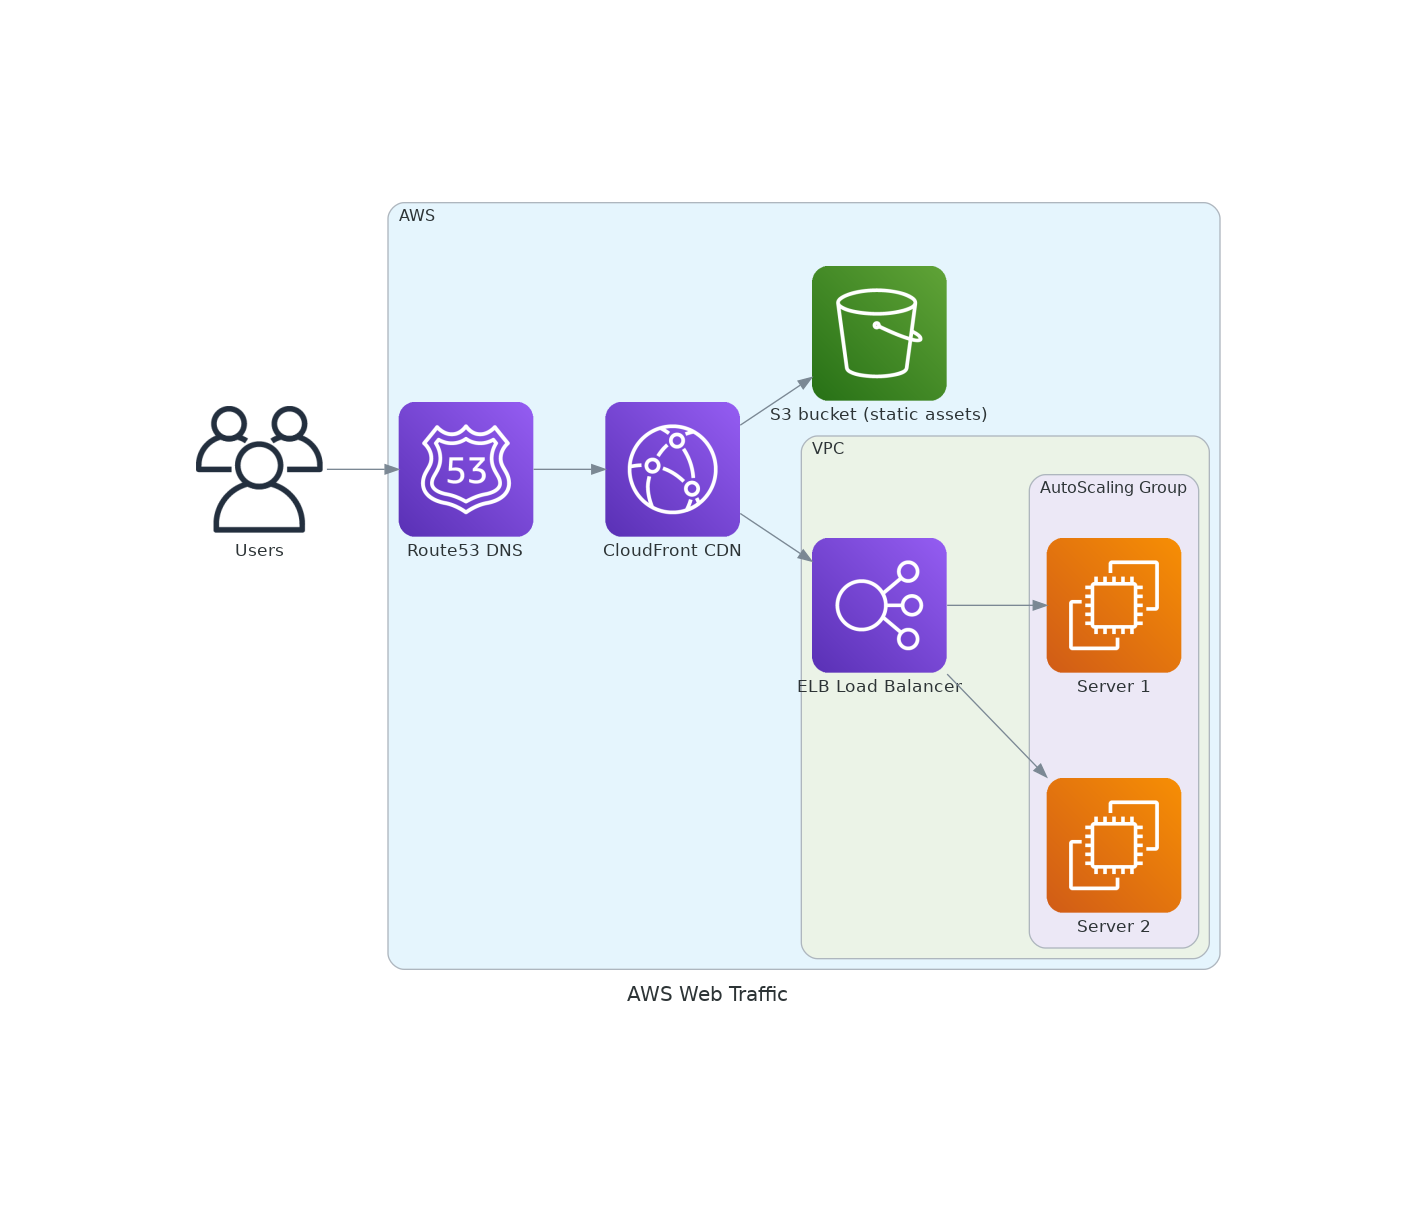 AWS
S3 bucket (static assets)
VPC
AutoScaling Group
53
Users
Route53 DNS
CloudFront CDN
ELB Load Balancer
Server 1
Server 2
AWS Web Traffic